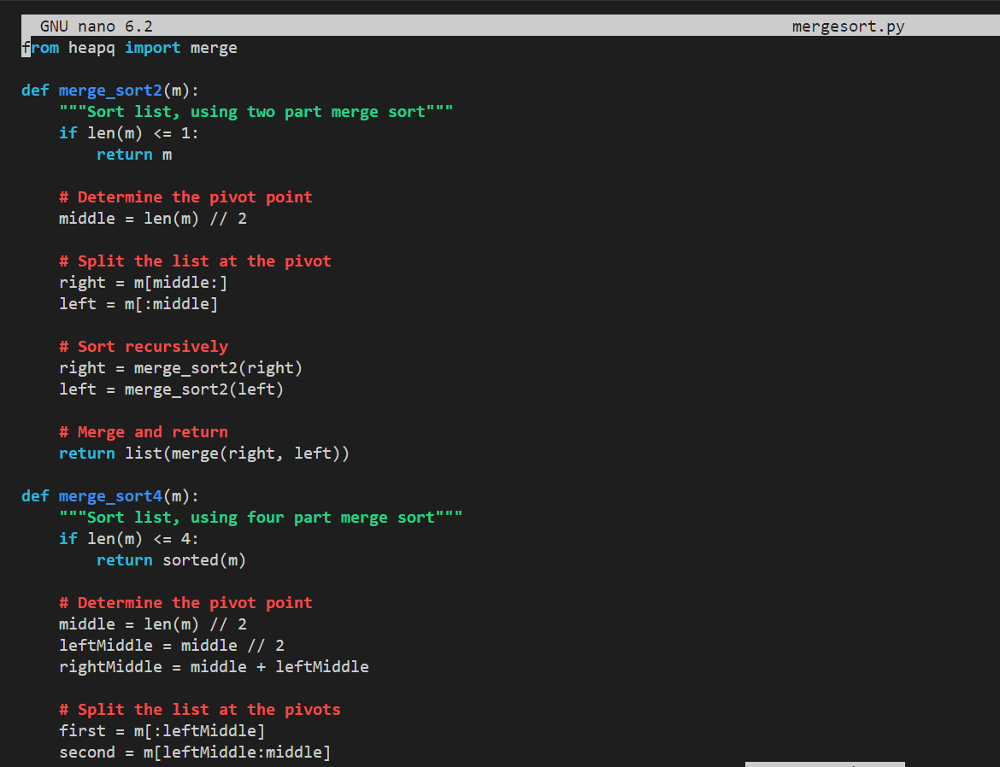 GNU nano 6.2 mergesort.py
from heapq import merge

def merge_sort2(m):
    """Sort list, using two part merge sort"""
    if len(m) <= 1:
        return m

    # Determine the pivot point
    middle = len(m) // 2

    # Split the list at the pivot
    right = m[middle:]
    left = m[:middle]

    # Sort recursively
    right = merge_sort2(right)
    left = merge_sort2(left)

    # Merge and return
    return list(merge(right, left))

def merge_sort4(m):
    """Sort list, using four part merge sort"""
    if len(m) <= 4:
        return sorted(m)

    # Determine the pivot point
    middle = len(m) // 2
    leftMiddle = middle // 2
    rightMiddle = middle + leftMiddle

    # Split the list at the pivots
    first = m[:leftMiddle]
    second = m[leftMiddle:middle]